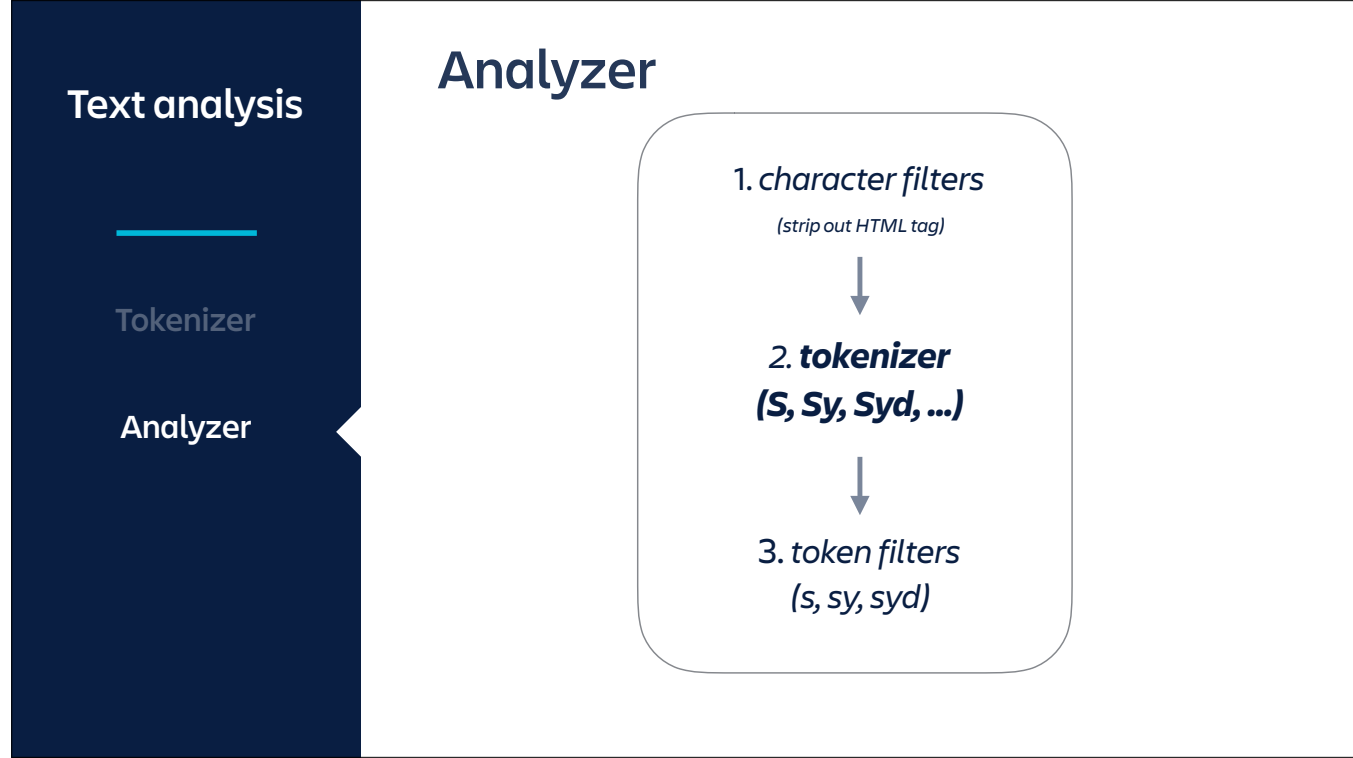 Text analysis
Tokenizer
Analyzer
Analyzer
1. character filters
(strip out HTML tag)
2. tokenizer
(S, Sy, Syd, ...)
3. token filters
(s, sy, syd)